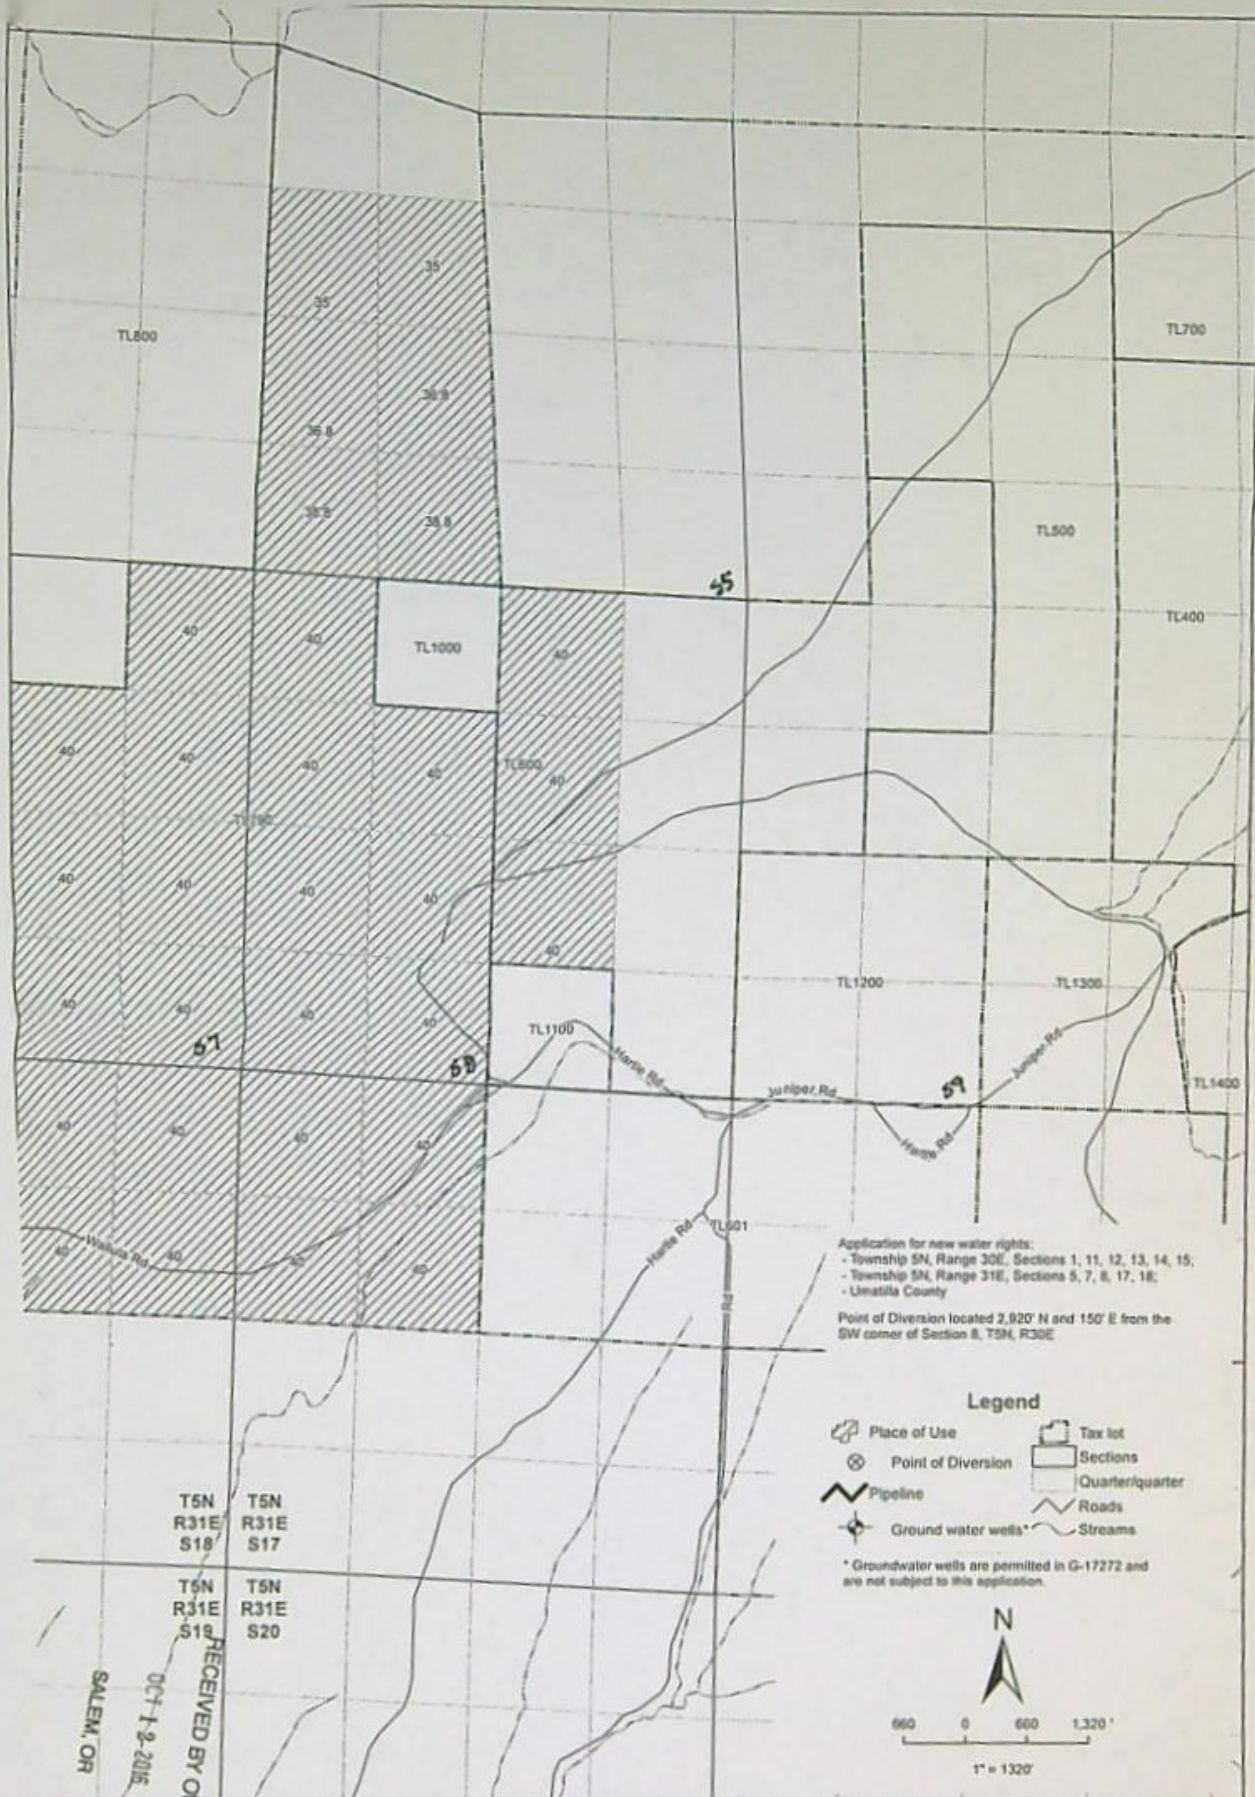 35
35
TL800
TL700
36.8
36.8
38.8
38.8
TL500
55
TL400
40
40
TL1000
40
40
40
40
40
TL600
40
40
40
40
40
40
TL1200
TL1300
40
40
40
40
TL1100
57
58
Hartle Rd
Juniper Rd
59
Juniper Rd
Hartle Rd
TL1400
40
40
40
40
Hartle Rd
TL601
Rd
40
Wallula Rd
40
40
40
Application for new water rights:
- Township 5N, Range 30E, Sections 1, 11, 12, 13, 14, 15;
- Township 5N, Range 31E, Sections 5, 7, 8, 17, 18;
- Umatilla County
Point of Diversion located 2,920' N and 150' E from the
SW corner of Section 8, T5N, R30E
Legend
Place of Use
Tax lot
Point of Diversion
Sections
Quarter/quarter
Pipeline
Roads
Ground water wells*
Streams
* Groundwater wells are permitted in G-17272 and
are not subject to this application.
T5N
R31E
S18
T5N
R31E
S17
T5N
R31E
S19
T5N
R31E
S20
RECEIVED BY
OCT 12 2016
SALEM, OR
N
660 0 660 1,320 '
1" = 1320'